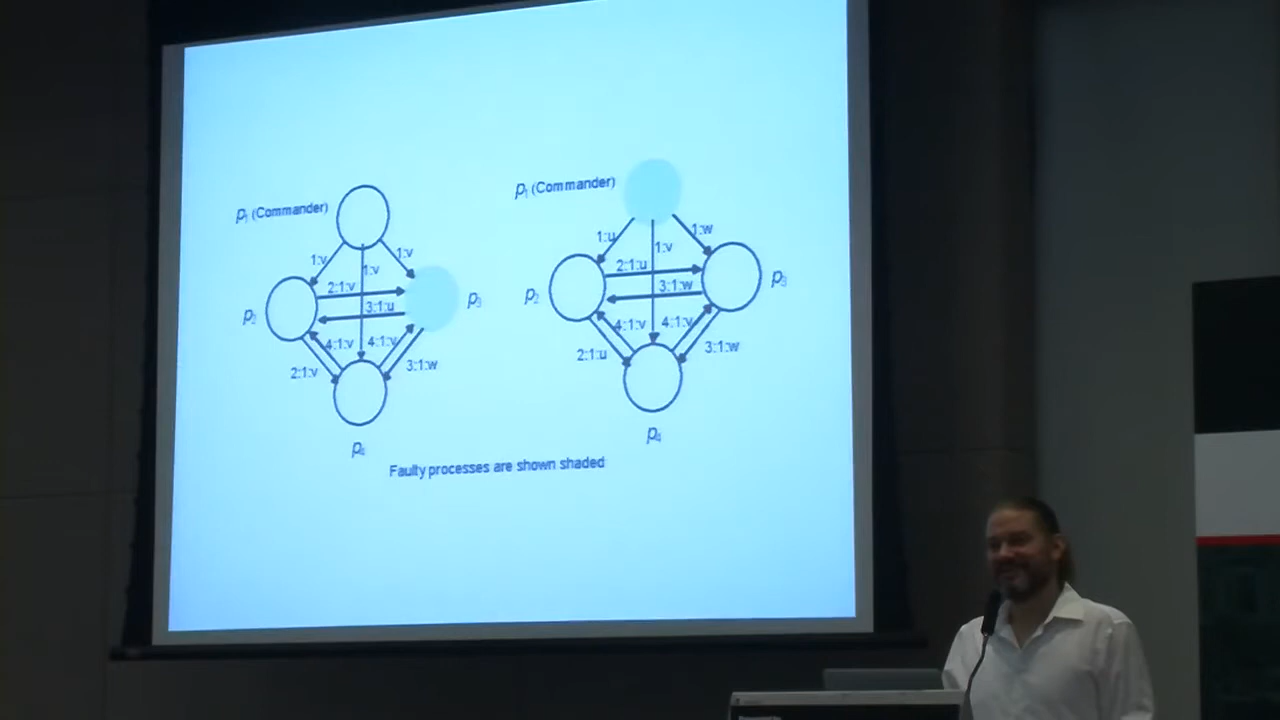 p₁ (Commander)
1:v
1:v
1:v
2:1:v
3:1:u
p₂
p₃
4:1:v
4:1:v
2:1:v
3:1:w
p₄
p₁ (Commander)
1:u
1:v
1:w
2:1:u
3:1:w
p₂
p₃
4:1:v
4:1:v
2:1:u
3:1:w
p₄
Faulty processes are shown shaded